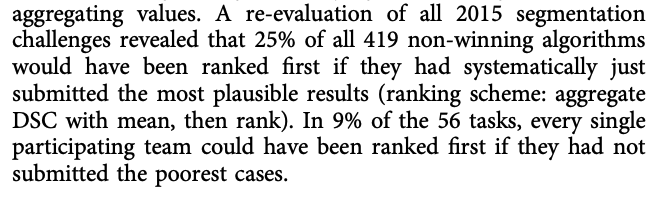 aggregating values. A re-evaluation of all 2015 segmentation
challenges revealed that 25% of all 419 non-winning algorithms
would have been ranked first if they had systematically just
submitted the most plausible results (ranking scheme: aggregate
DSC with mean, then rank). In 9% of the 56 tasks, every single
participating team could have been ranked first if they had not
submitted the poorest cases.